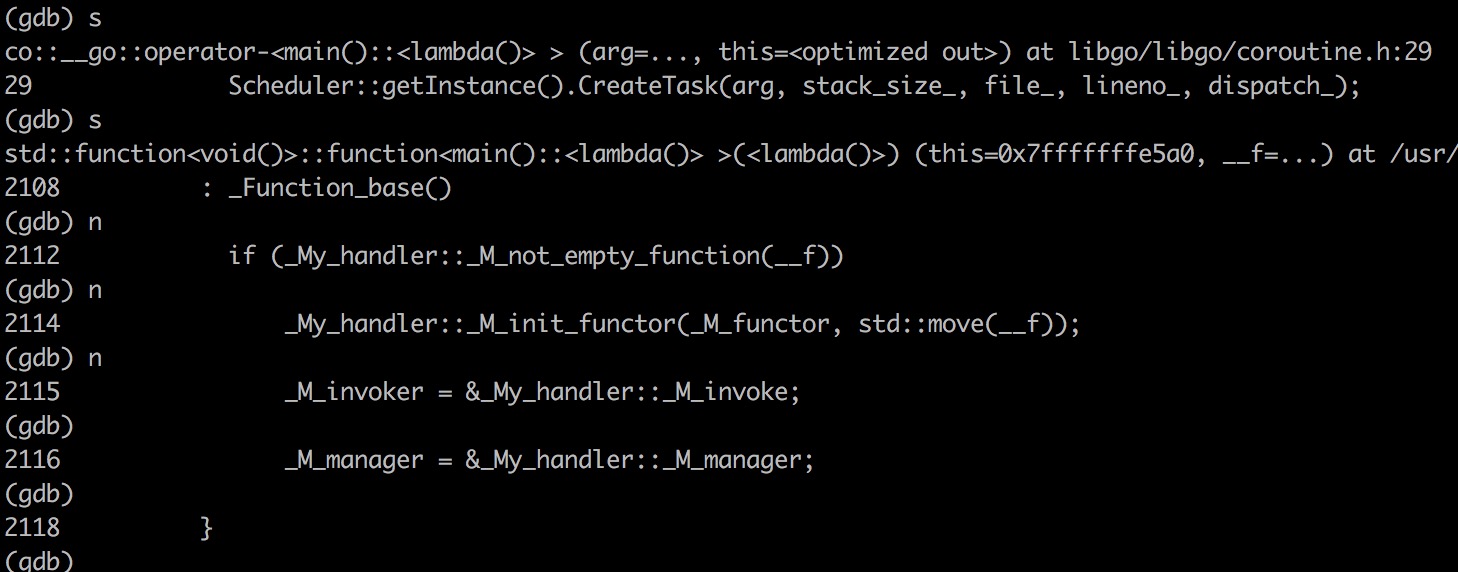 (gdb) s
co::__go::operator-<main()::<lambda()> > (arg=..., this=<optimized out>) at libgo/libgo/coroutine.h:29
29              Scheduler::getInstance().CreateTask(arg, stack_size_, file_, lineno_, dispatch_);
(gdb) s
std::function<void()>::function<main()::<lambda()> >(<lambda()>) (this=0x7fffffffe5a0, __f=...) at /usr/
2108          : _Function_base()
(gdb) n
2112            if (_My_handler::_M_not_empty_function(__f))
(gdb) n
2114                _My_handler::_M_init_functor(_M_functor, std::move(__f));
(gdb) n
2115                _M_invoker = &_My_handler::_M_invoke;
(gdb)
2116                _M_manager = &_My_handler::_M_manager;
(gdb)
2118          }
(gdb)